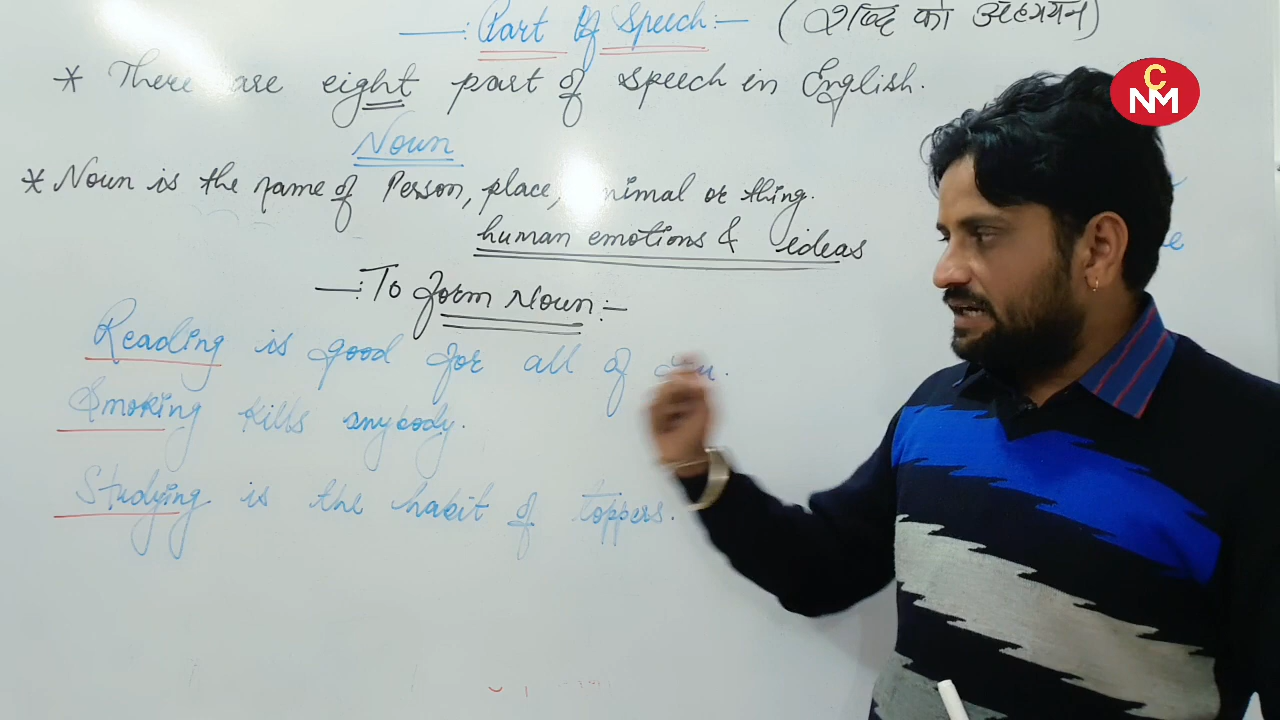 Part Of Speech:- (शब्दि को अध्ययन)
* There are eight part of speech in English.
Noun
* Noun is the name of Person, place, animal or thing.
human emotions & ideas
To form Noun:-
Reading is good for all of you.
Smoking kills anybody.
Studying is the habit of toppers.
C
NM